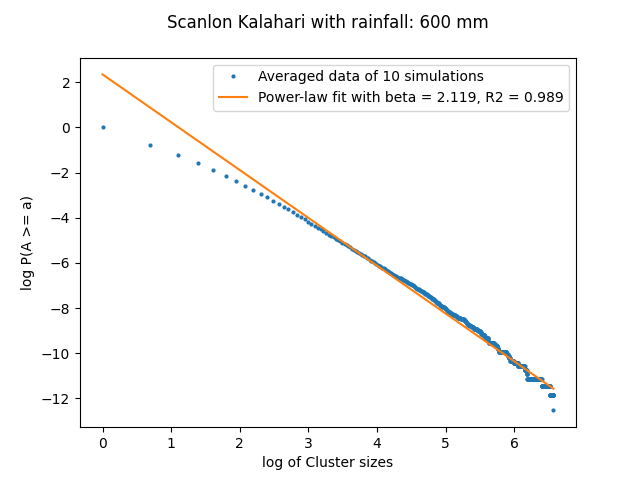 Scanlon Kalahari with rainfall: 600 mm
Averaged data of 10 simulations
Power-law fit with beta = 2.119, R2 = 0.989
log P(A >= a)
2
0
−2
−4
−6
−8
−10
−12
0 1 2 3 4 5 6
log of Cluster sizes